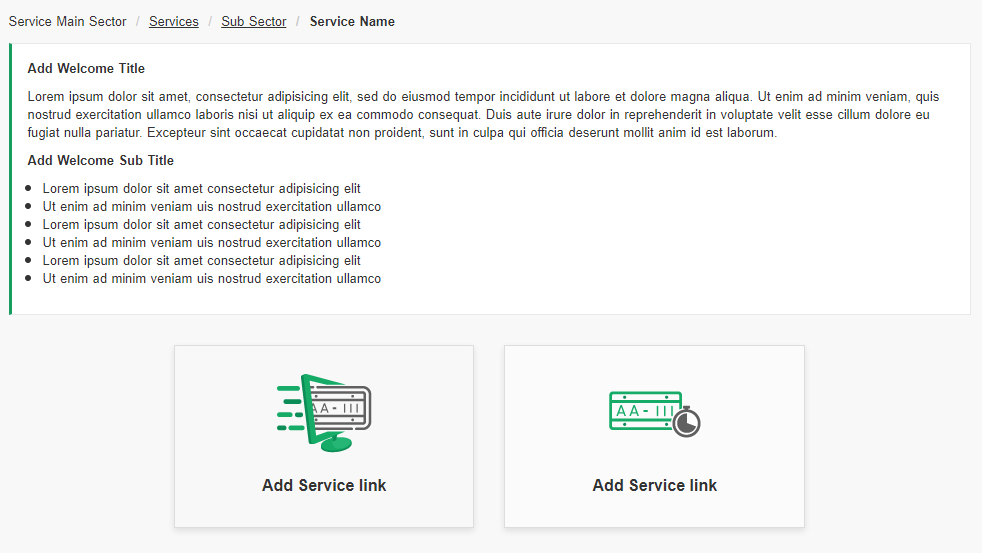 Service Main Sector / Services / Sub Sector / Service Name
Add Welcome Title
Lorem ipsum dolor sit amet, consectetur adipisicing elit, sed do eiusmod tempor incididunt ut labore et dolore magna aliqua. Ut enim ad minim veniam, quis
nostrud exercitation ullamco laboris nisi ut aliquip ex ea commodo consequat. Duis aute irure dolor in reprehenderit in voluptate velit esse cillum dolore eu
fugiat nulla pariatur. Excepteur sint occaecat cupidatat non proident, sunt in culpa qui officia deserunt mollit anim id est laborum.
Add Welcome Sub Title
Lorem ipsum dolor sit amet consectetur adipisicing elit
Ut enim ad minim veniam uis nostrud exercitation ullamco
Lorem ipsum dolor sit amet consectetur adipisicing elit
Ut enim ad minim veniam uis nostrud exercitation ullamco
Lorem ipsum dolor sit amet consectetur adipisicing elit
Ut enim ad minim veniam uis nostrud exercitation ullamco
AA-III
AA-III
Add Service link
Add Service link